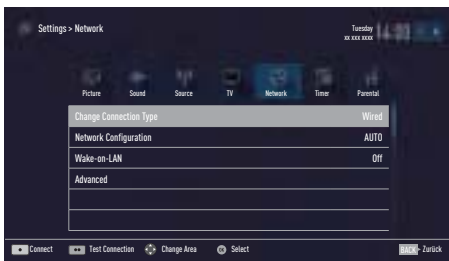 Settings > Network
Tuesday
xx xxx xxxx
Picture Sound Source TV Network Timer Parental
Change Connection Type Wired
Network Configuration AUTO
Wake-on-LAN Off
Advanced
Connect Test Connection Change Area OK Select BACK Zurück